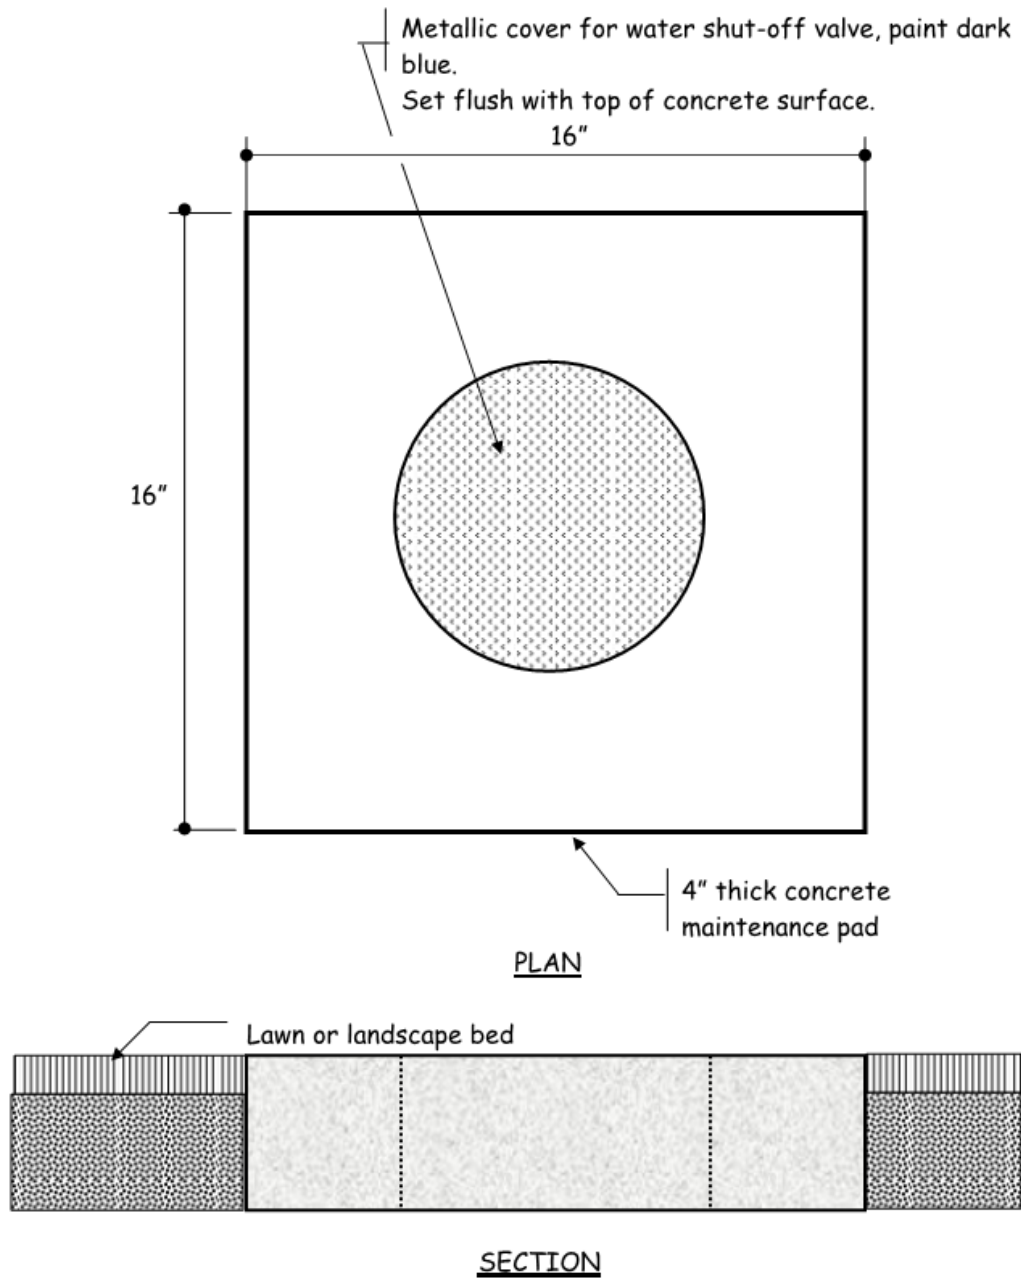 Metallic cover for water shut-off valve, paint dark
blue.
Set flush with top of concrete surface.
16”
16”
4” thick concrete
maintenance pad
PLAN
Lawn or landscape bed
SECTION